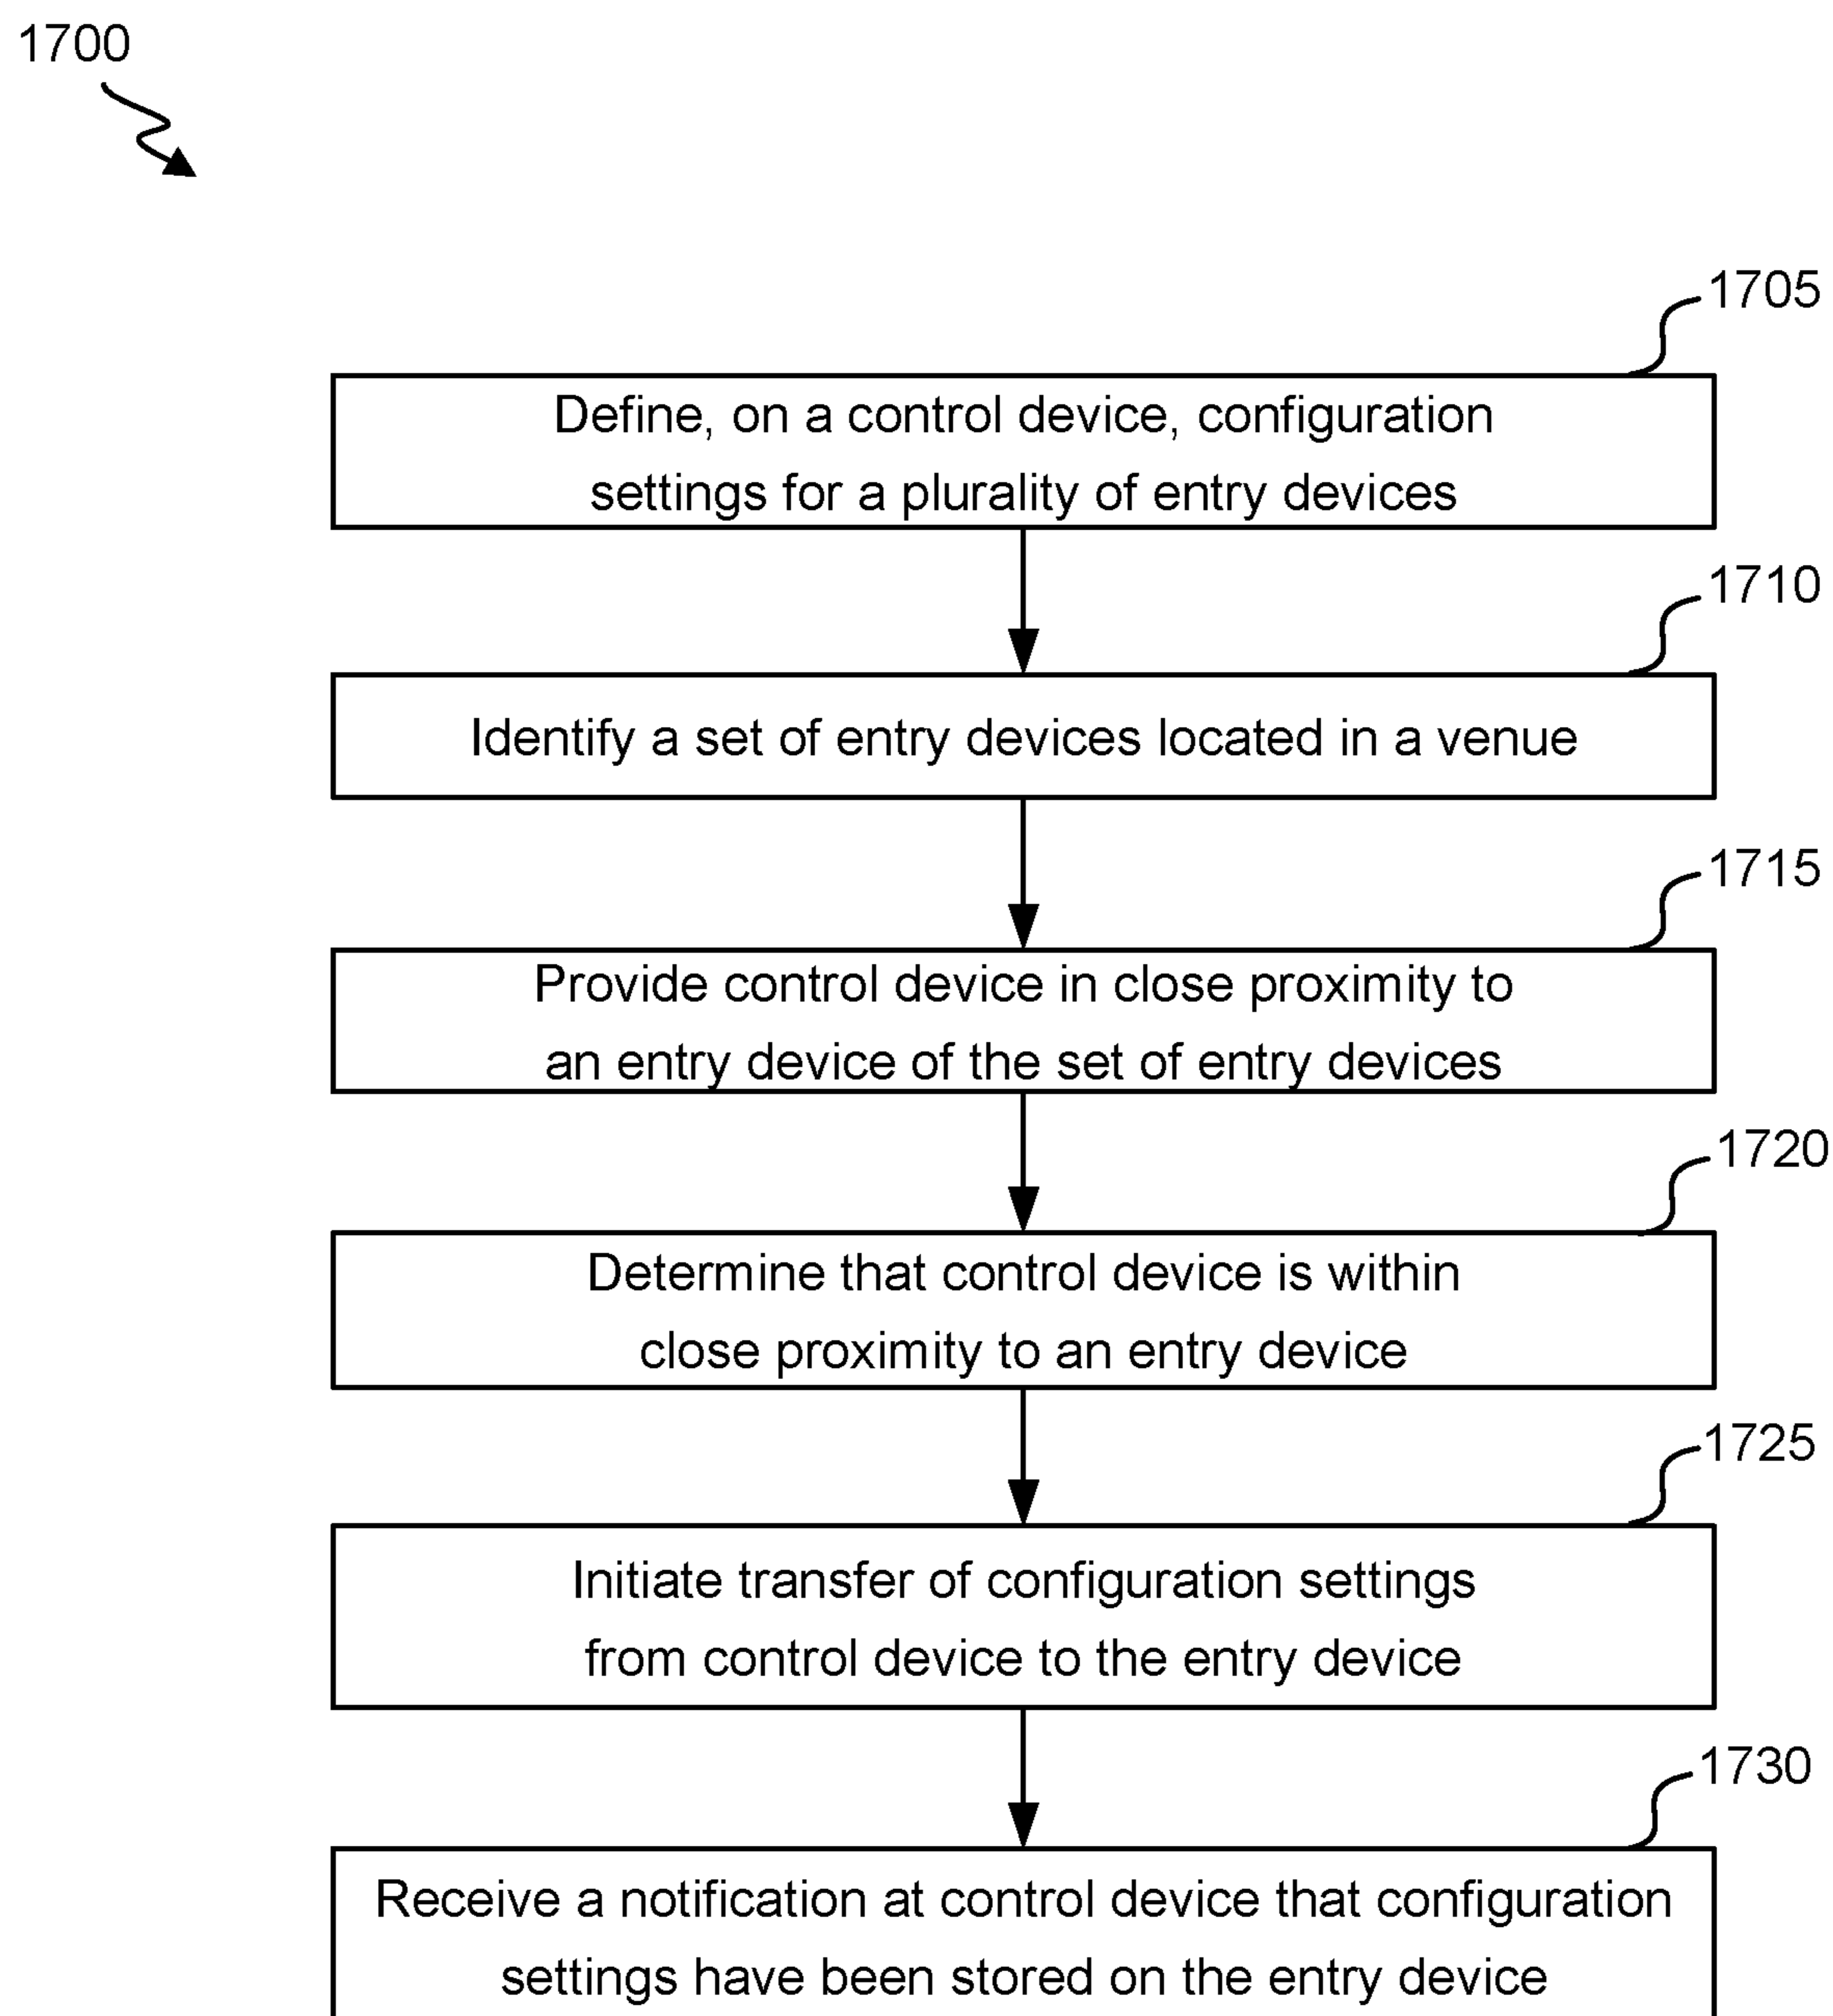 1700
1705
Define, on a control device, configuration
settings for a plurality of entry devices
1710
Identify a set of entry devices located in a venue
1715
Provide control device in close proximity to
an entry device of the set of entry devices
1720
Determine that control device is within
close proximity to an entry device
1725
Initiate transfer of configuration settings
from control device to the entry device
1730
Receive a notification at control device that configuration
settings have been stored on the entry device